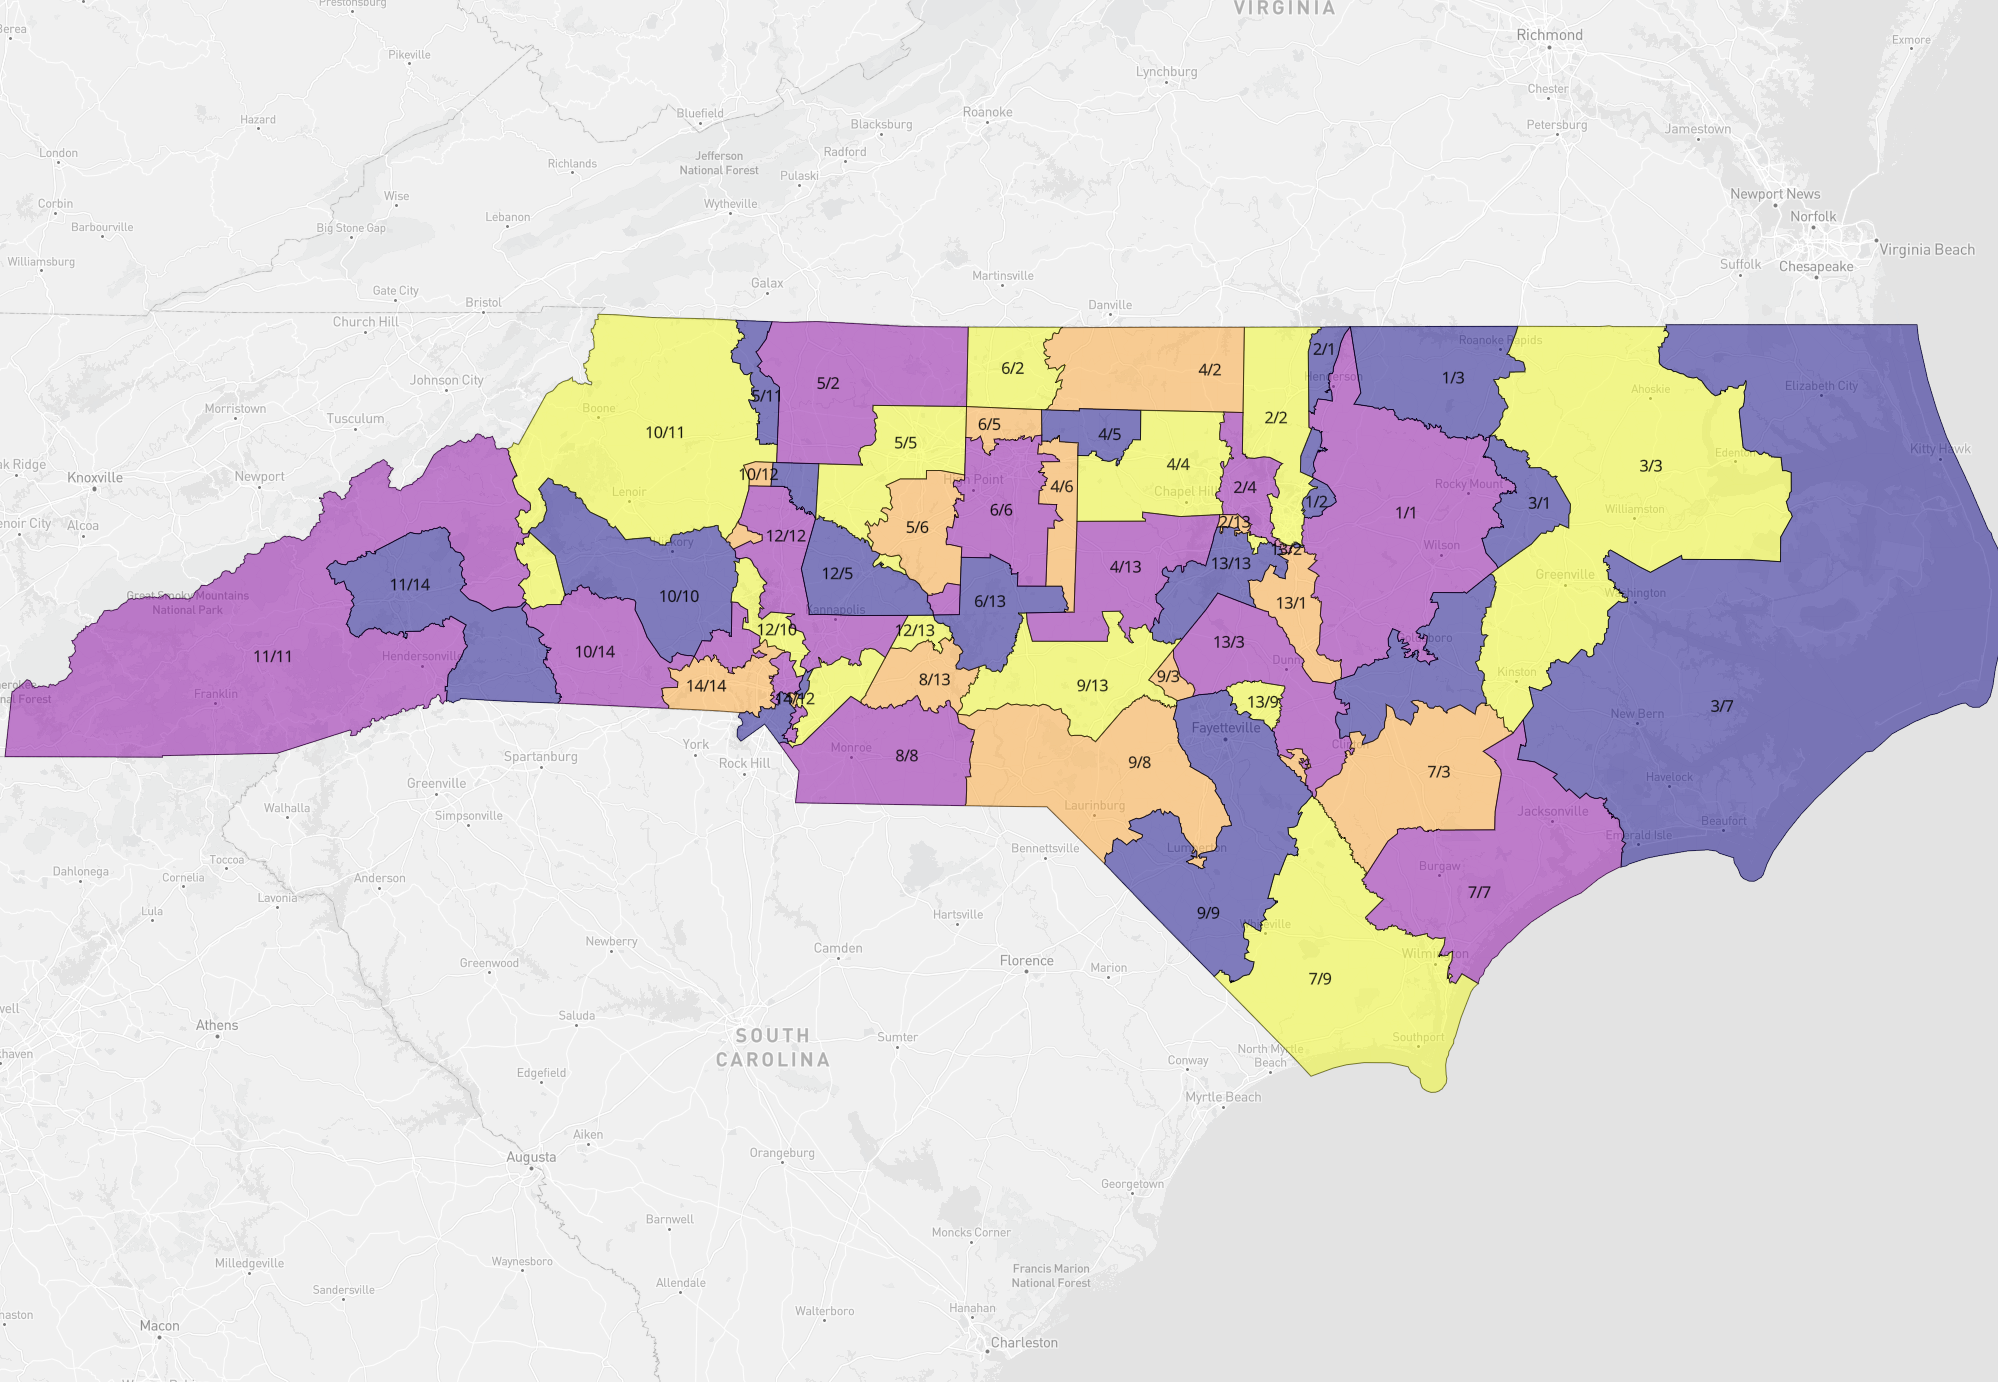 VIRGINIA
Prestonsburg
Berea
Richmond
Exmore
Pikeville
Lynchburg
Chester
Hazard
Bluefield
Roanoke
Blacksburg
Petersburg
Jamestown
London
Richlands
Jefferson
National Forest
Radford
Pulaski
Corbin
Wise
Wytheville
Newport News
Barbourville
Big Stone Gap
Lebanon
Norfolk
Virginia Beach
Williamsburg
Suffolk
Chesapeake
Gate City
Bristol
Galax
Martinsville
Danville
Church Hill
Roanoke Rapids
2/1
6/2
4/2
Johnson City
5/2
5/11
Henderson
1/3
Ahoskie
Elizabeth City
Morristown
Tusculum
Boone
10/11
5/5
6/5
4/5
2/2
Kitty Hawk
Edenton
oak Ridge
Knoxville
Newport
Lenoir
10/12
High Point
4/4
4/6
2/4
Chapel Hill
1/2
Rocky Mount
3/1
3/3
Williamston
enoir City
Alcoa
Hickory
12/12
5/6
6/6
2/13
1/1
Wilson
13/2
Great Smoky Mountains
National Park
11/14
10/10
12/5
4/13
13/13
Greenville
Washington
Kannapolis
6/13
13/1
12/10
12/13
Goldsboro
11/11
Hendersonville
10/14
13/3
Dunn
Kinston
Franklin
14/14
8/13
9/13
9/3
13/9
3/7
New Bern
Fayetteville
York
Rock Hill
Monroe
8/8
9/8
Clinton
7/3
Havelock
Spartanburg
Greenville
Simpsonville
Walhalla
Laurinburg
Jacksonville
Beaufort
Emerald Isle
Bennettsville
Lumberton
Toccoa
Dahlonega
Cornelia
Anderson
Lavonia
Burgaw
7/7
Lula
Hartsville
9/9
Whiteville
Newberry
Camden
Wilmington
Greenwood
Florence
Marion
7/9
Saluda
Athens
SOUTH
CAROLINA
Sumter
Conway
North Myrtle
Beach
Southport
Edgefield
Myrtle Beach
Aiken
Orangeburg
Augusta
Georgetown
Barnwell
Moncks Corner
Milledgeville
Waynesboro
Sandersville
Allendale
Francis Marion
National Forest
Walterboro
Hanahan
Macon
Charleston